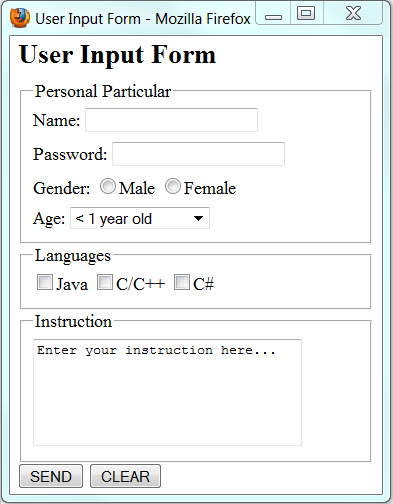 User Input Form - Mozilla Firefox
User Input Form
Personal Particular
Name:
Password:
Gender: Male Female
Age: < 1 year old
Languages
Java C/C++ C#
Instruction
Enter your instruction here...
SEND CLEAR